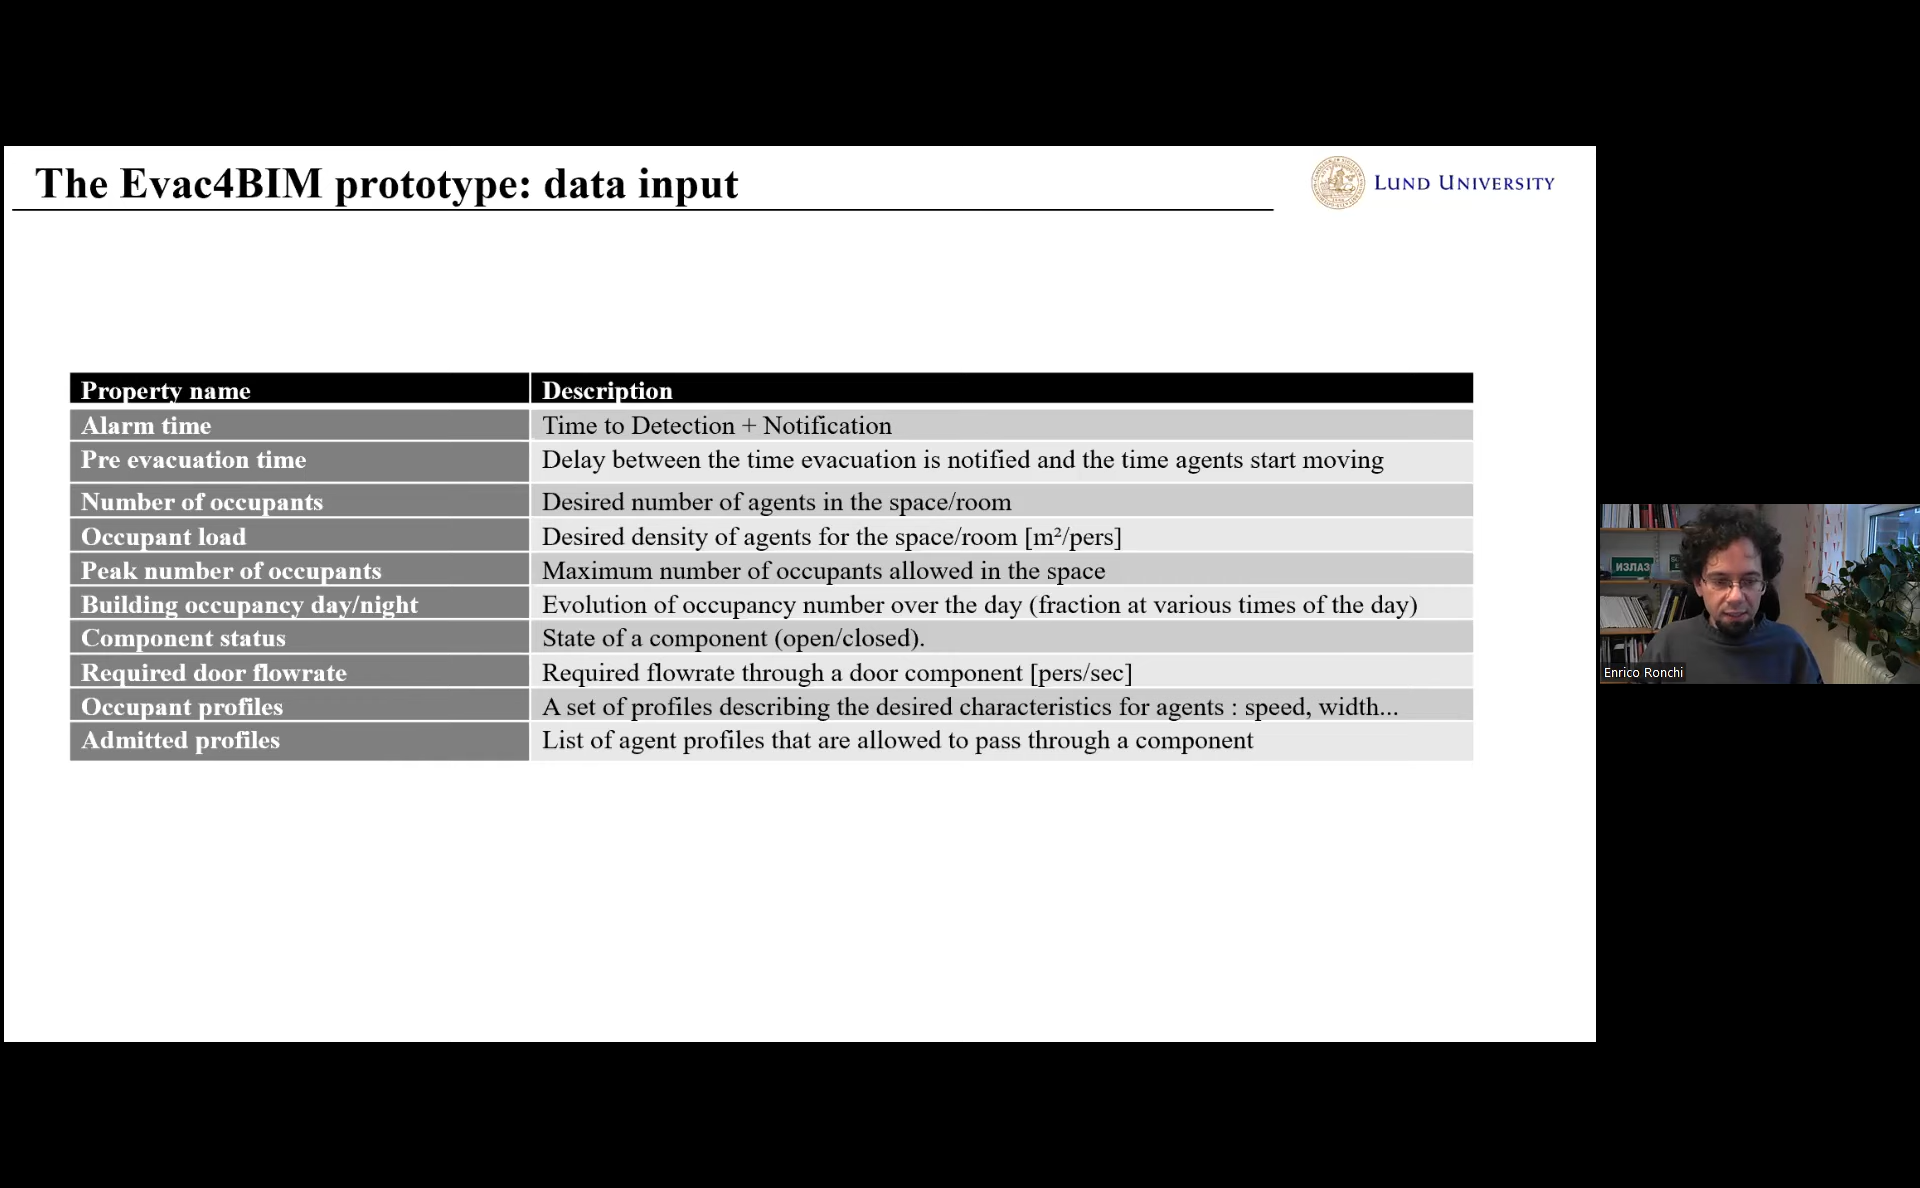 The Evac4BIM prototype: data input
LUND UNIVERSITY
Property name Description
Alarm time Time to Detection + Notification
Pre evacuation time Delay between the time evacuation is notified and the time agents start moving
Number of occupants Desired number of agents in the space/room
Occupant load Desired density of agents for the space/room [m²/pers]
Peak number of occupants Maximum number of occupants allowed in the space
Building occupancy day/night Evolution of occupancy number over the day (fraction at various times of the day)
Component status State of a component (open/closed).
Required door flowrate Required flowrate through a door component [pers/sec]
Occupant profiles A set of profiles describing the desired characteristics for agents : speed, width...
Admitted profiles List of agent profiles that are allowed to pass through a component
ИЗЛАЗ
Enrico Ronchi